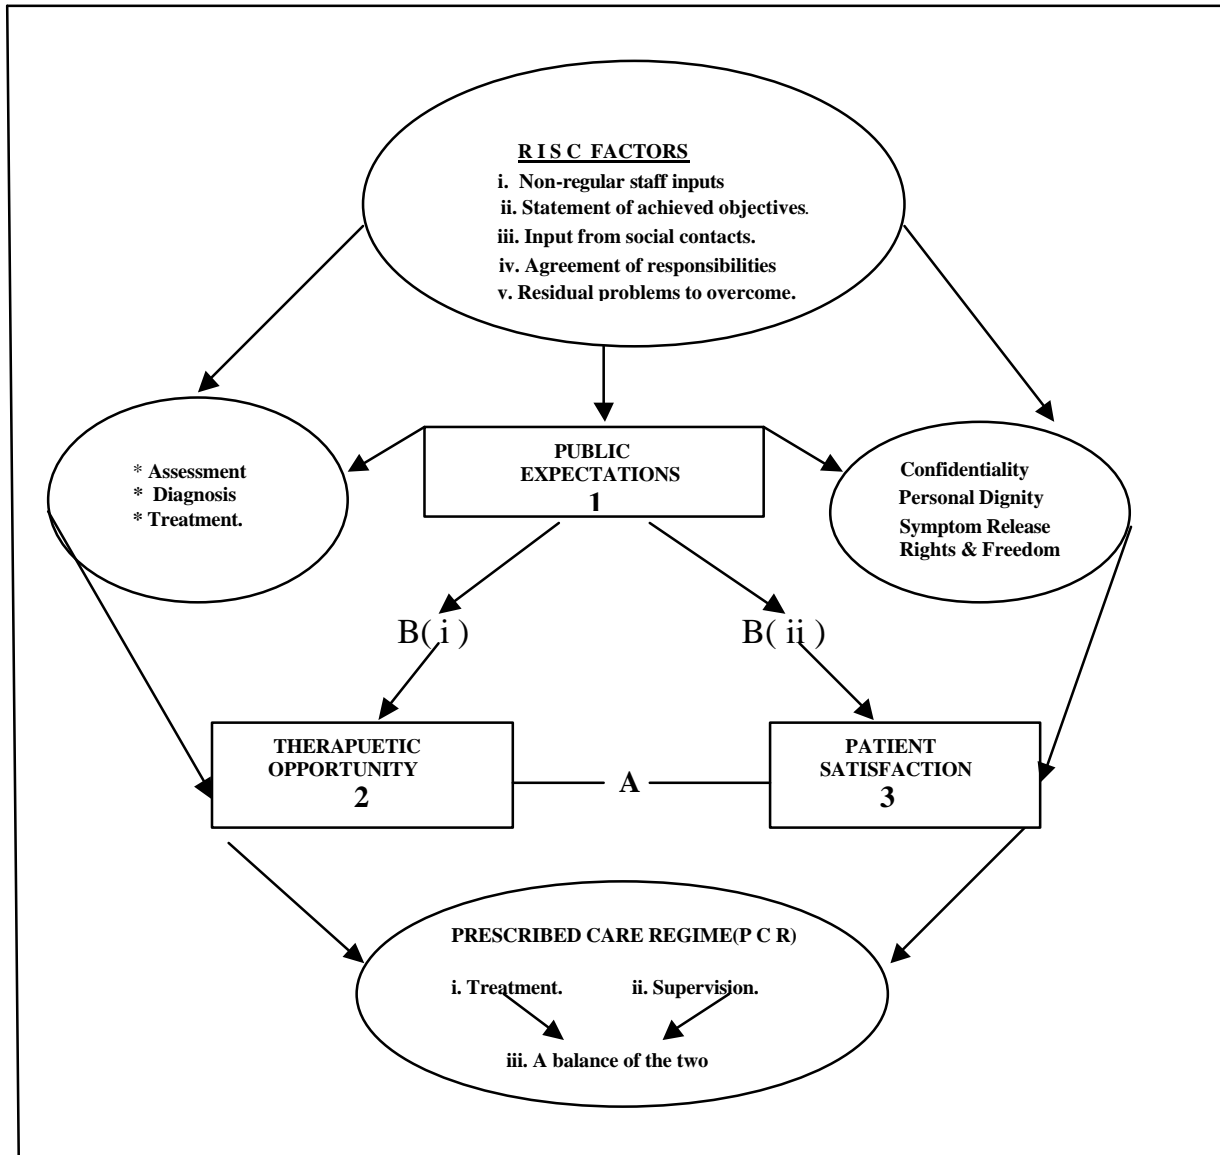 R I S C FACTORS
i. Non-regular staff inputs
ii. Statement of achieved objectives.
iii. Input from social contacts.
iv. Agreement of responsibilities
v. Residual problems to overcome.
* Assessment
* Diagnosis
* Treatment.
PUBLIC
EXPECTATIONS
1
Confidentiality
Personal Dignity
Symptom Release
Rights & Freedom
B( i )
B( ii )
THERAPUETIC
OPPORTUNITY
2
A
PATIENT
SATISFACTION
3
PRESCRIBED CARE REGIME(P C R)
i. Treatment.
ii. Supervision.
iii. A balance of the two